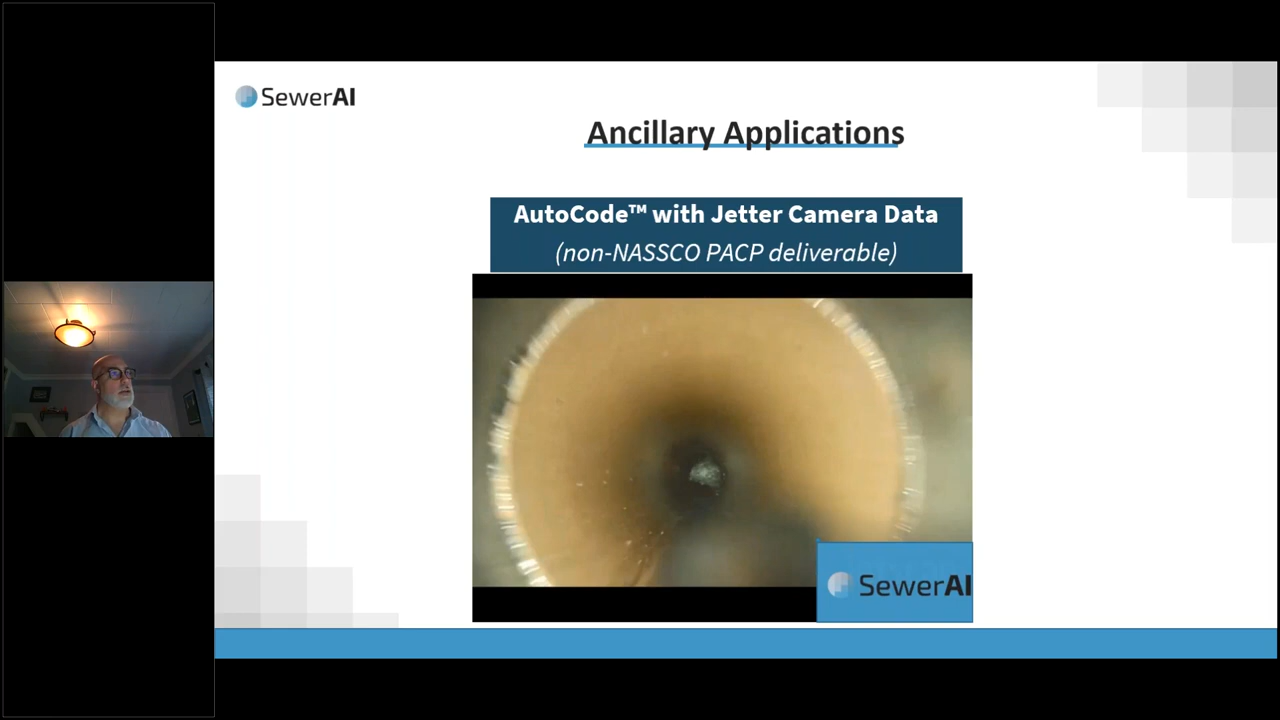 SewerAI
Ancillary Applications
AutoCode™ with Jetter Camera Data
(non-NASSCO PACP deliverable)
SewerAI